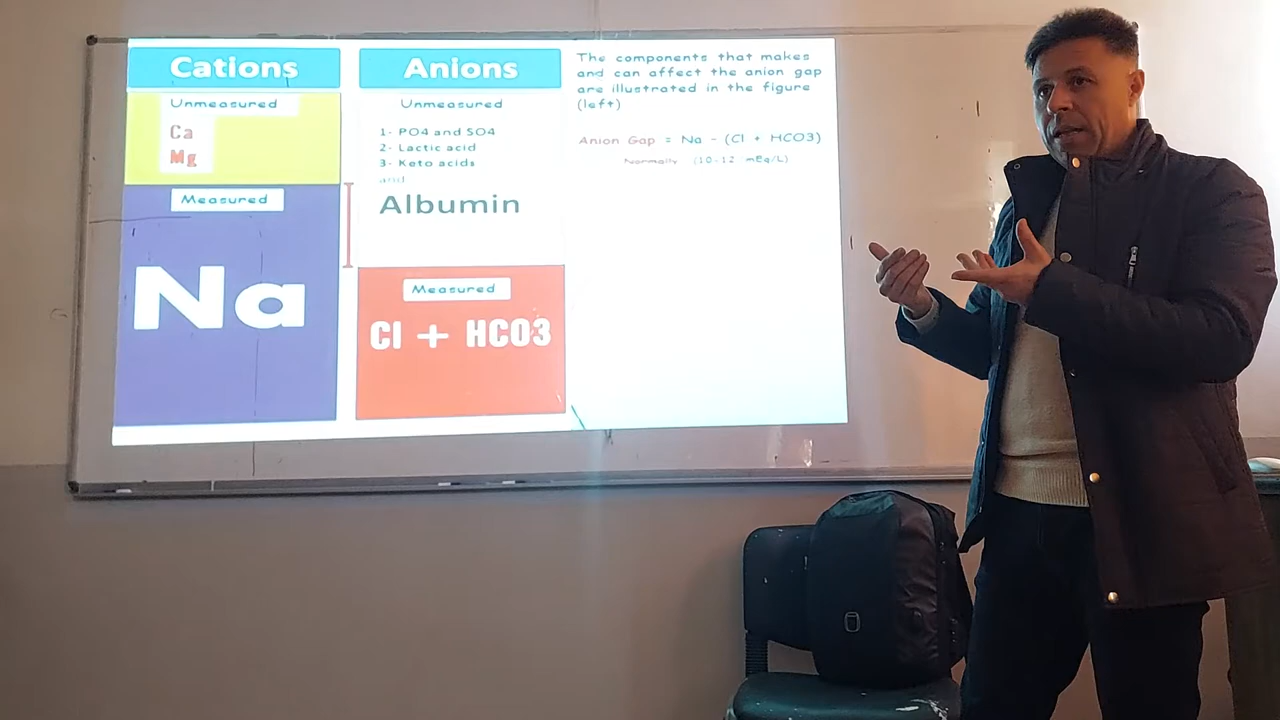 Cations
Unmeasured
Ca
Mg
Measured
Na
Anions
Unmeasured
1- PO4 and SO4
2- Lactic acid
3- Keto acids
and
Albumin
Measured
Cl + HCO3
The components that makes
and can affect the anion gap
are illustrated in the figure
(left)
Anion Gap = Na - (Cl + HCO3)
Normally (10-12 mEq/L)